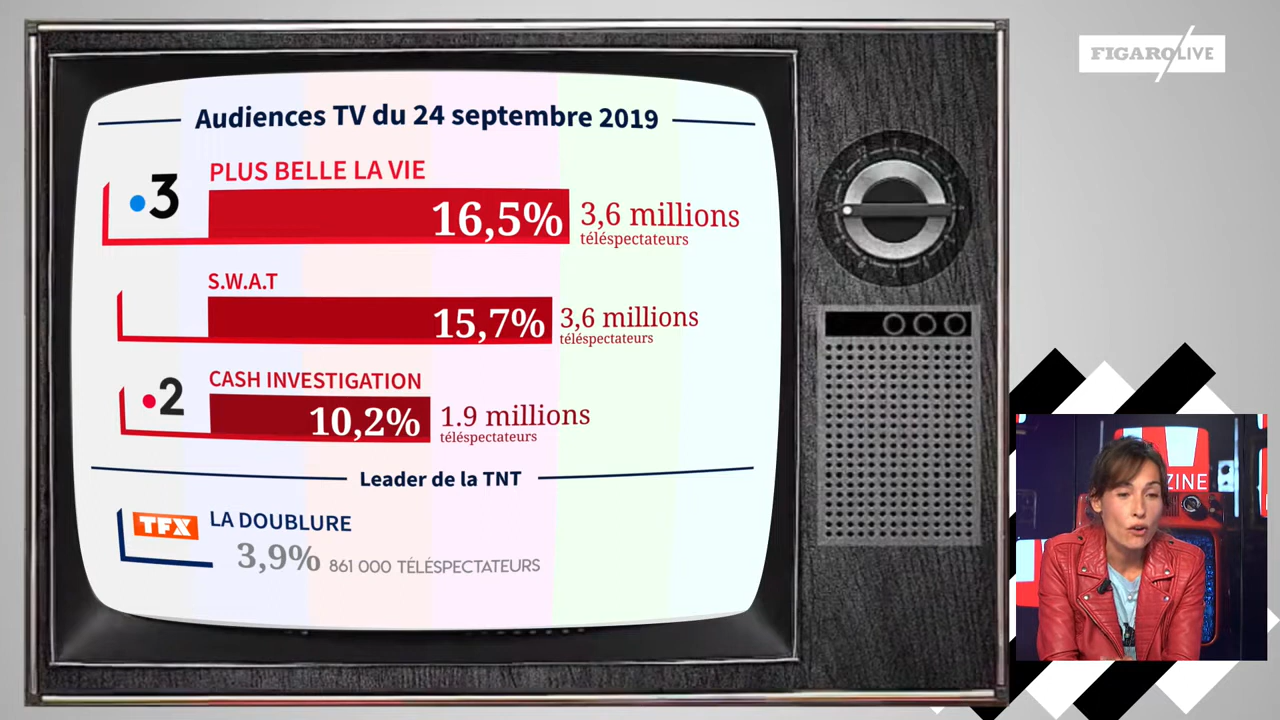 FIGARO LIVE
Audiences TV du 24 septembre 2019
PLUS BELLE LA VIE
3
16,5%
3,6 millions
téléspectateurs
S.W.A.T
15,7%
3,6 millions
téléspectateurs
CASH INVESTIGATION
2
10,2%
1.9 millions
téléspectateurs
Leader de la TNT
TFX
LA DOUBLURE
3,9%
861 000 TÉLÉSPECTATEURS
ZINE